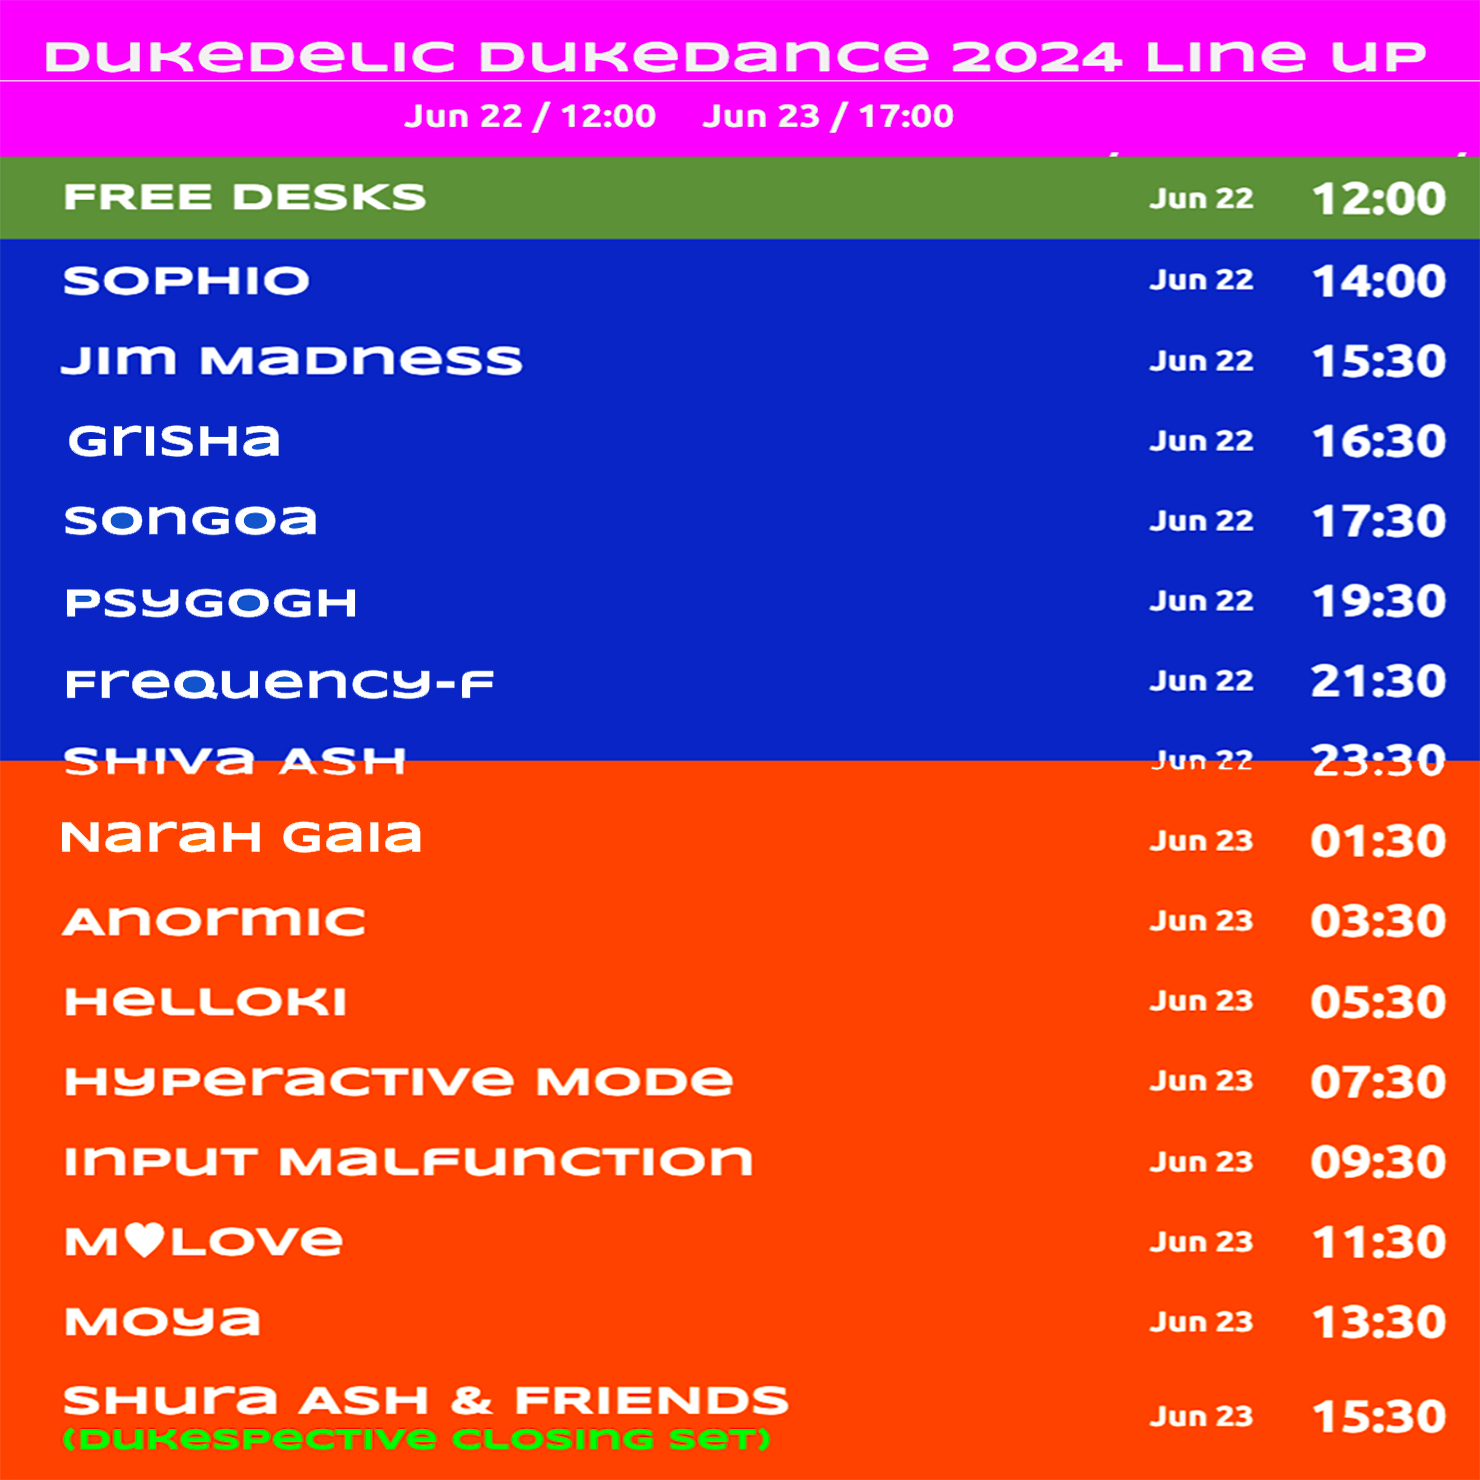 DUKEDELIC DUKEDANCE 2024 LINE UP
Jun 22 / 12:00 Jun 23 / 17:00
FREE DESKS Jun 22 12:00
SOPHIO Jun 22 14:00
JIM MADNESS Jun 22 15:30
GRISHA Jun 22 16:30
SONGOA Jun 22 17:30
PSYGOGH Jun 22 19:30
FREQUENCY-F Jun 22 21:30
SHIVA ASH Jun 22 23:30
NARAH GAIA Jun 23 01:30
ANORMIC Jun 23 03:30
HELLOKI Jun 23 05:30
HYPERACTIVE MODE Jun 23 07:30
INPUT MALFUNCTION Jun 23 09:30
M♥LOVE Jun 23 11:30
MOYA Jun 23 13:30
SHURA ASH & FRIENDS Jun 23 15:30
(DUKESPECTIVE CLOSING SET)